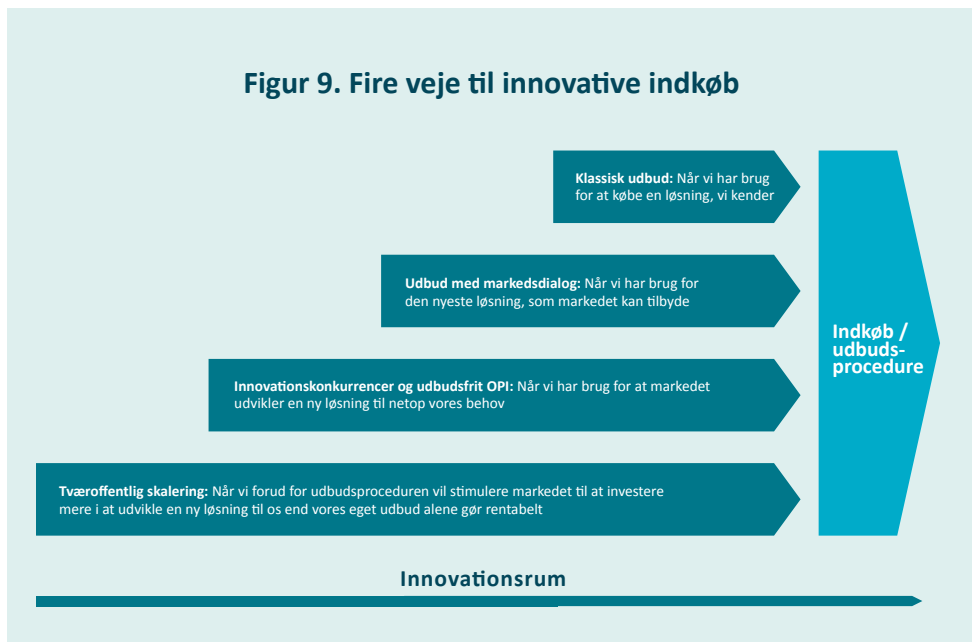 Figur 9. Fire veje til innovative indkøb
Klassisk udbud: Når vi har brug
for at købe en løsning, vi kender
Udbud med markedsdialog: Når vi har brug for
den nyeste løsning, som markedet kan tilbyde
Innovationskonkurrencer og udbudsfrit OPI: Når vi har brug for at markedet
udvikler en ny løsning til netop vores behov
Tværoffentlig skalering: Når vi forud for udbudsproceduren vil stimulere markedet til at investere
mere i at udvikle en ny løsning til os end vores eget udbud alene gør rentabelt
Indkøb /
udbuds-
procedure
Innovationsrum